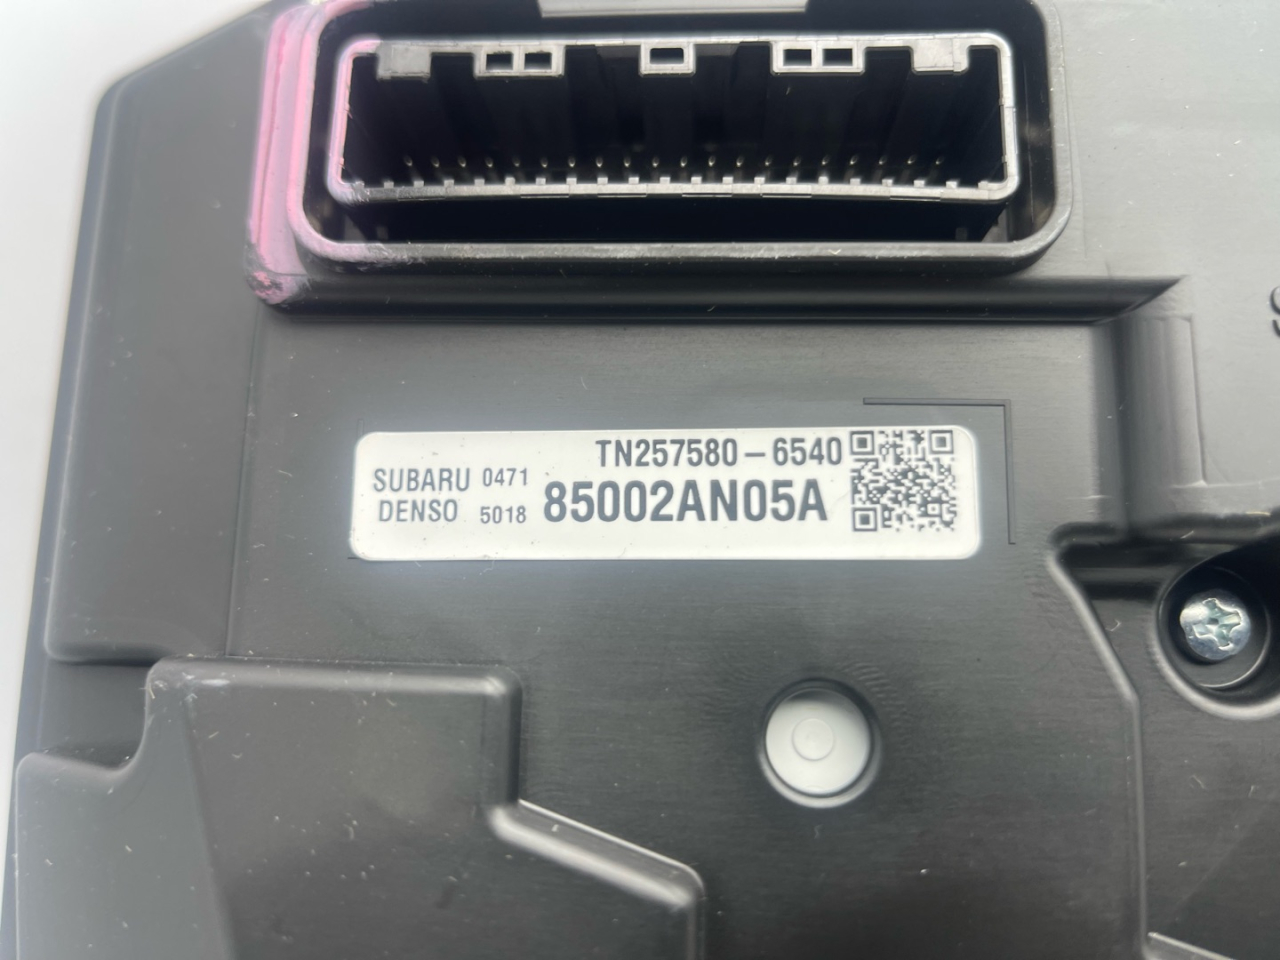 TN257580-6540
SUBARU 0471
DENSO 5018
85002AN05A